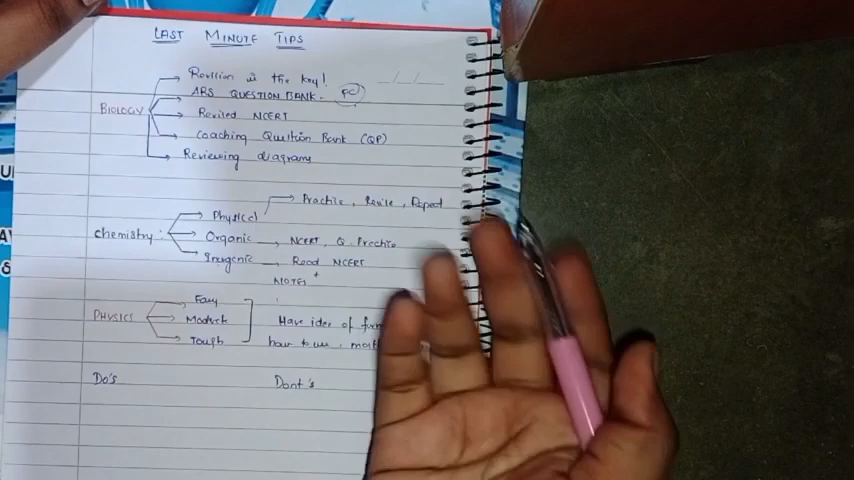 LAST MINUTE TIPS
Revision is the key!
ARS QUESTION BANK. PC
BIOLOGY Revised NCERT
Coaching Question Bank (QP)
Reviewing diagrams
Physical Practice, Revise, Repeat
chemistry: Organic NCERT, Q. Practice
Inorganic Read NCERT
+
NOTES
Easy
PHYSICS Moderate Have idea of
Tough how to use,
Do's Dont's